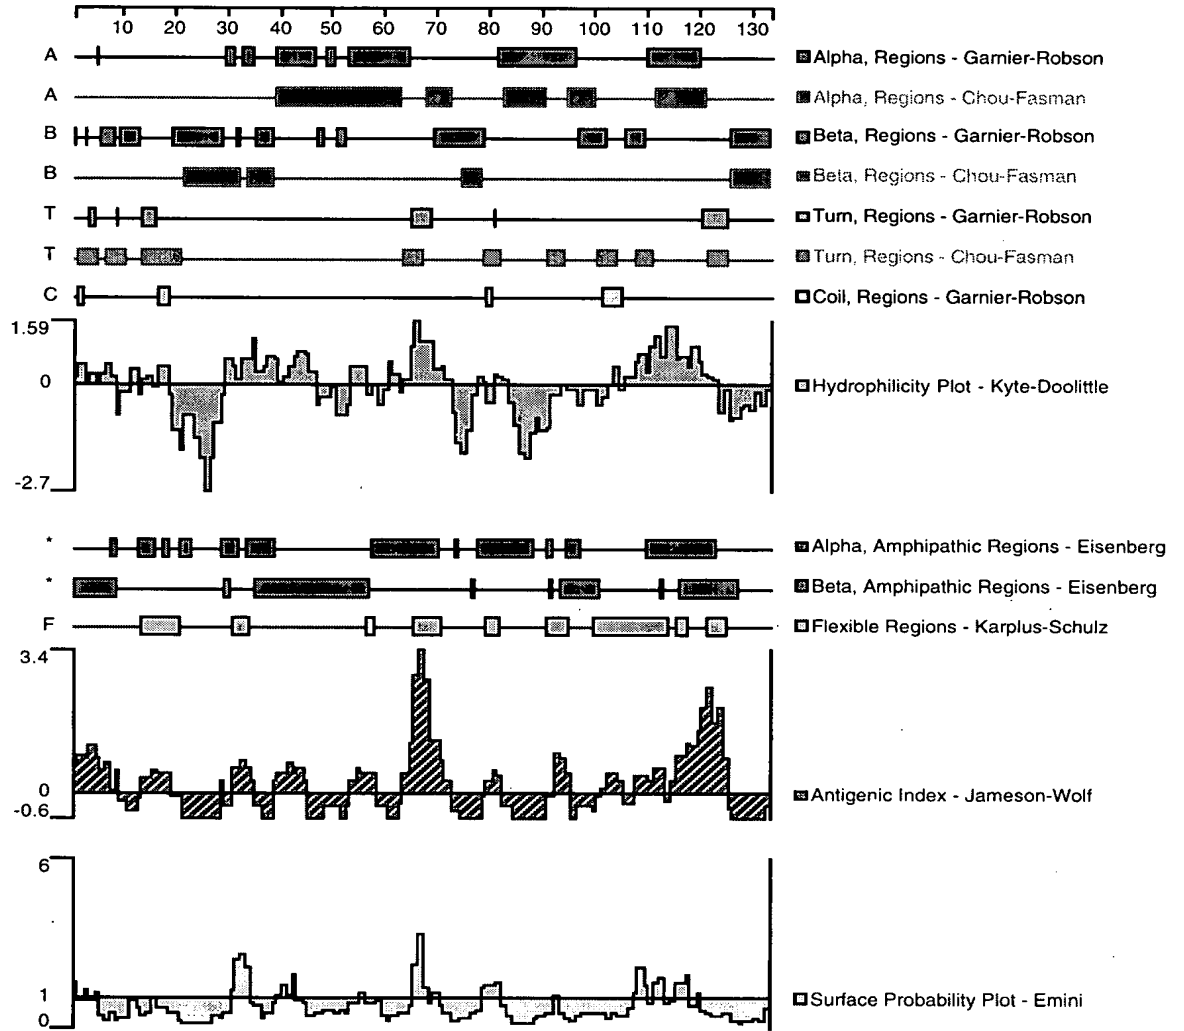 10 20 30 40 50 60 70 80 90 100 110 120 130
A Alpha, Regions - Garnier-Robson
A Alpha, Regions - Chou-Fasman
B Beta, Regions - Garnier-Robson
B Beta, Regions - Chou-Fasman
T Turn, Regions - Garnier-Robson
T Turn, Regions - Chou-Fasman
C Coil, Regions - Garnier-Robson
1.59
0 Hydrophilicity Plot - Kyte-Doolittle
-2.7
* Alpha, Amphipathic Regions - Eisenberg
* Beta, Amphipathic Regions - Eisenberg
F Flexible Regions - Karplus-Schulz
3.4
0 Antigenic Index - Jameson-Wolf
-0.6
6
1 Surface Probability Plot - Emini
0